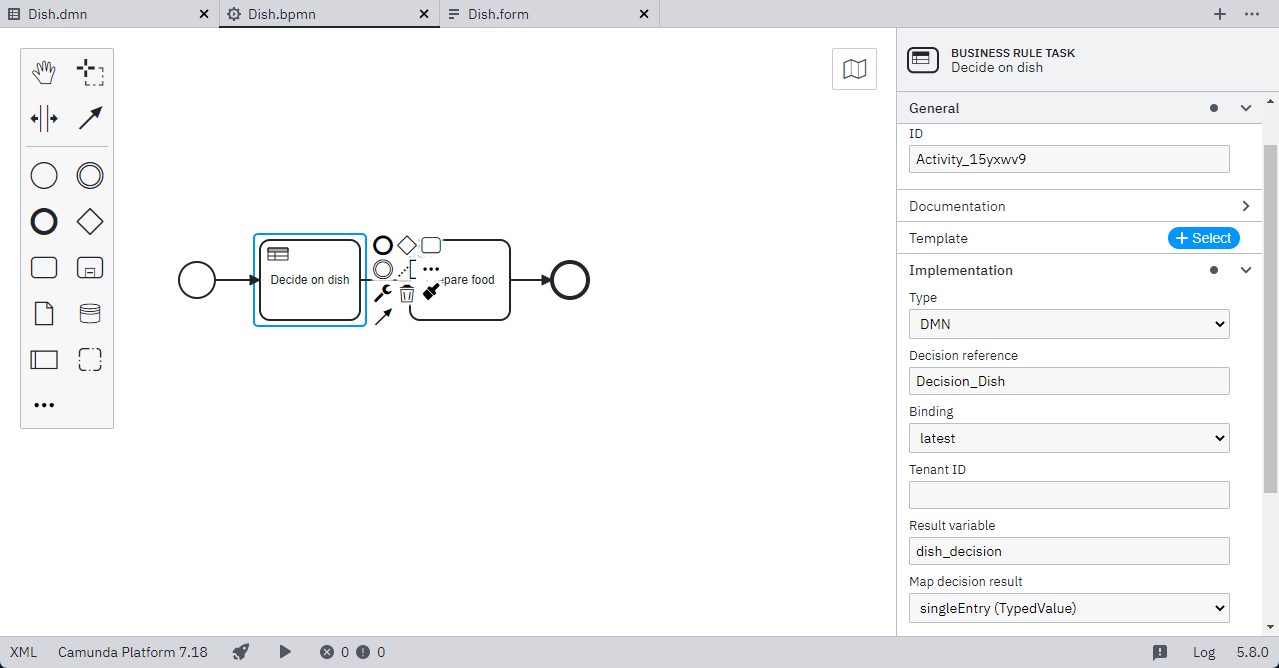 Dish.dmn
Dish.bpmn
Dish.form
BUSINESS RULE TASK
Decide on dish
General
ID
Activity_15yxwv9
Documentation
Template
Select
Implementation
Type
DMN
Decision reference
Decision_Dish
Binding
latest
Tenant ID
Result variable
dish_decision
Map decision result
singleEntry (TypedValue)
Decide on dish
pare food
XML
Camunda Platform 7.18
0
0
Log
5.8.0